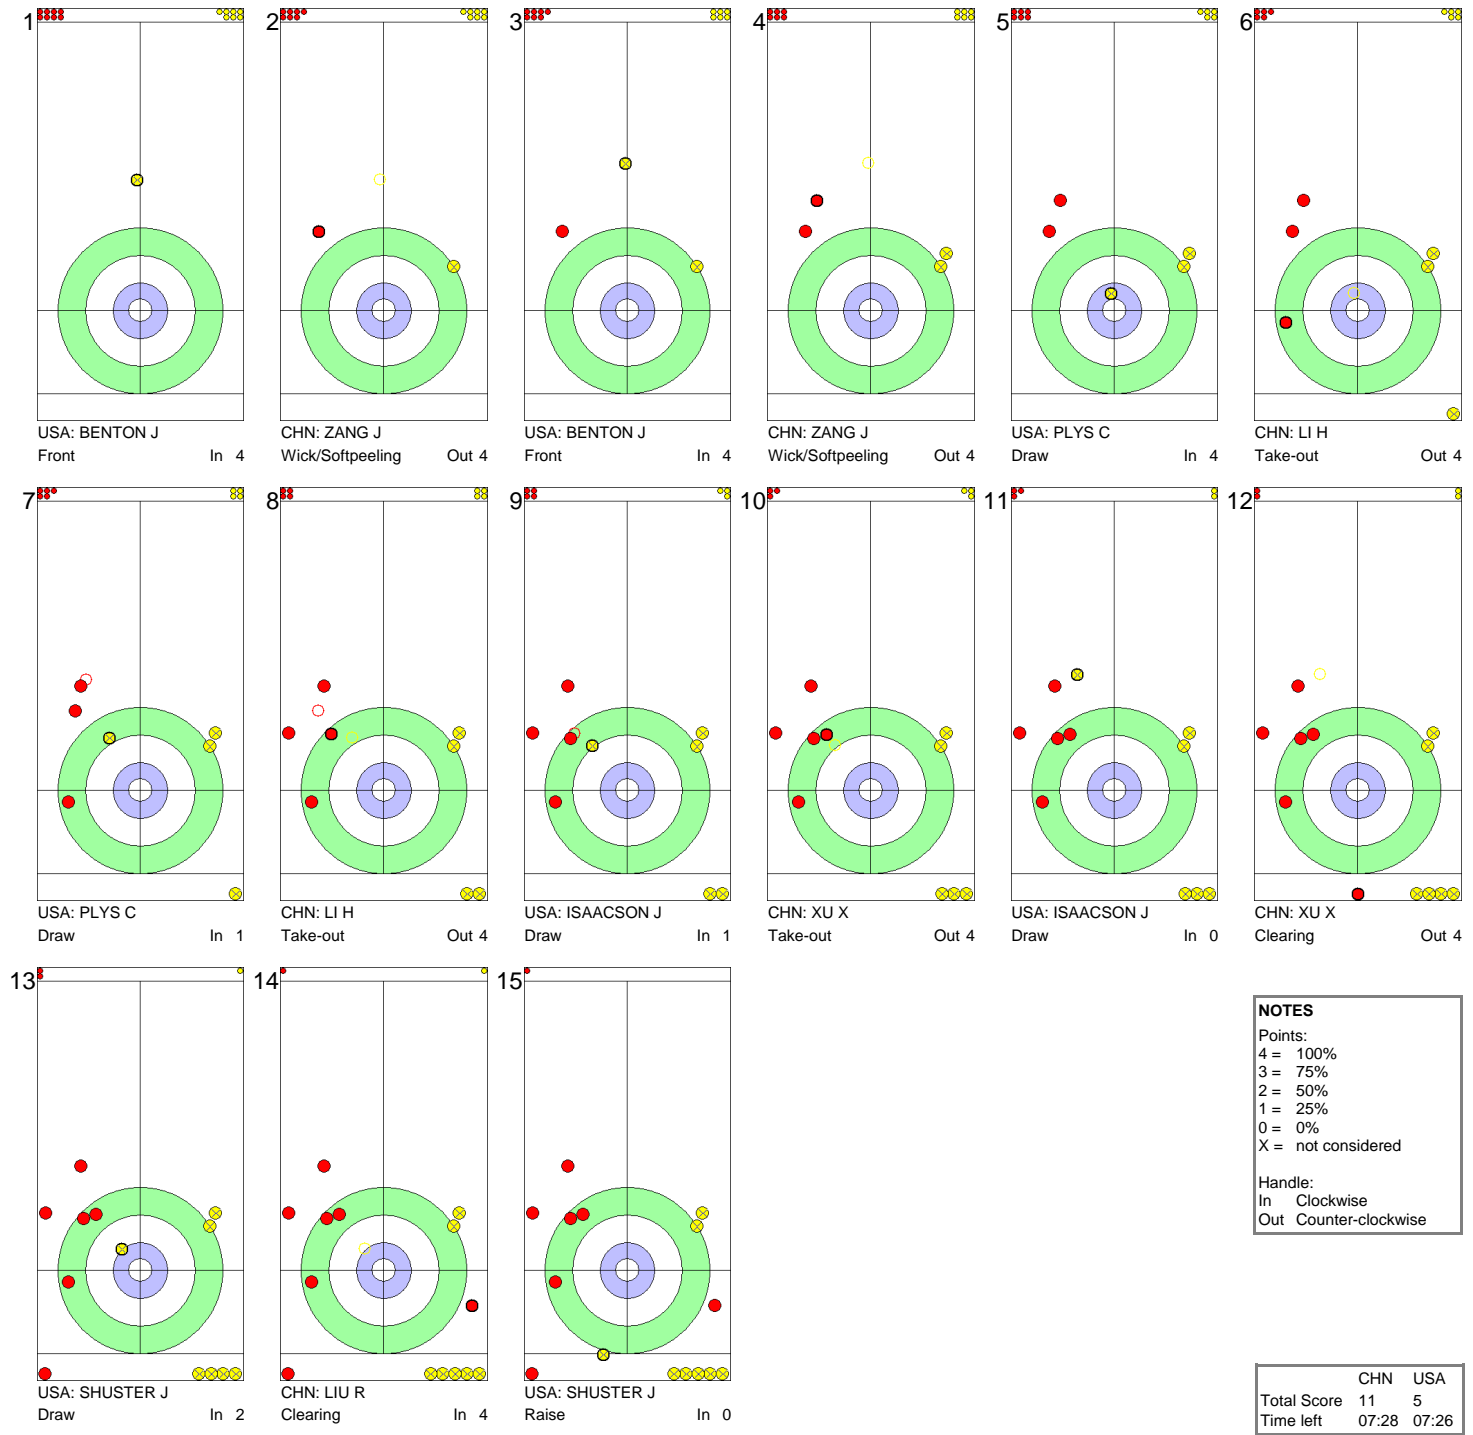 1
2
3
4
5
6
USA: BENTON J
Front In 4
CHN: ZANG J
Wick/Softpeeling Out 4
USA: BENTON J
Front In 4
CHN: ZANG J
Wick/Softpeeling Out 4
USA: PLYS C
Draw In 4
CHN: LI H
Take-out Out 4
7
8
9
10
11
12
USA: PLYS C
Draw In 1
CHN: LI H
Take-out Out 4
USA: ISAACSON J
Draw In 1
CHN: XU X
Take-out Out 4
USA: ISAACSON J
Draw In 0
CHN: XU X
Clearing Out 4
13
14
15
USA: SHUSTER J
Draw In 2
CHN: LIU R
Clearing In 4
USA: SHUSTER J
Raise In 0
NOTES
Points:
4 = 100%
3 = 75%
2 = 50%
1 = 25%
0 = 0%
X = not considered
Handle:
In Clockwise
Out Counter-clockwise
CHN USA
Total Score 11 5
Time left 07:28 07:26